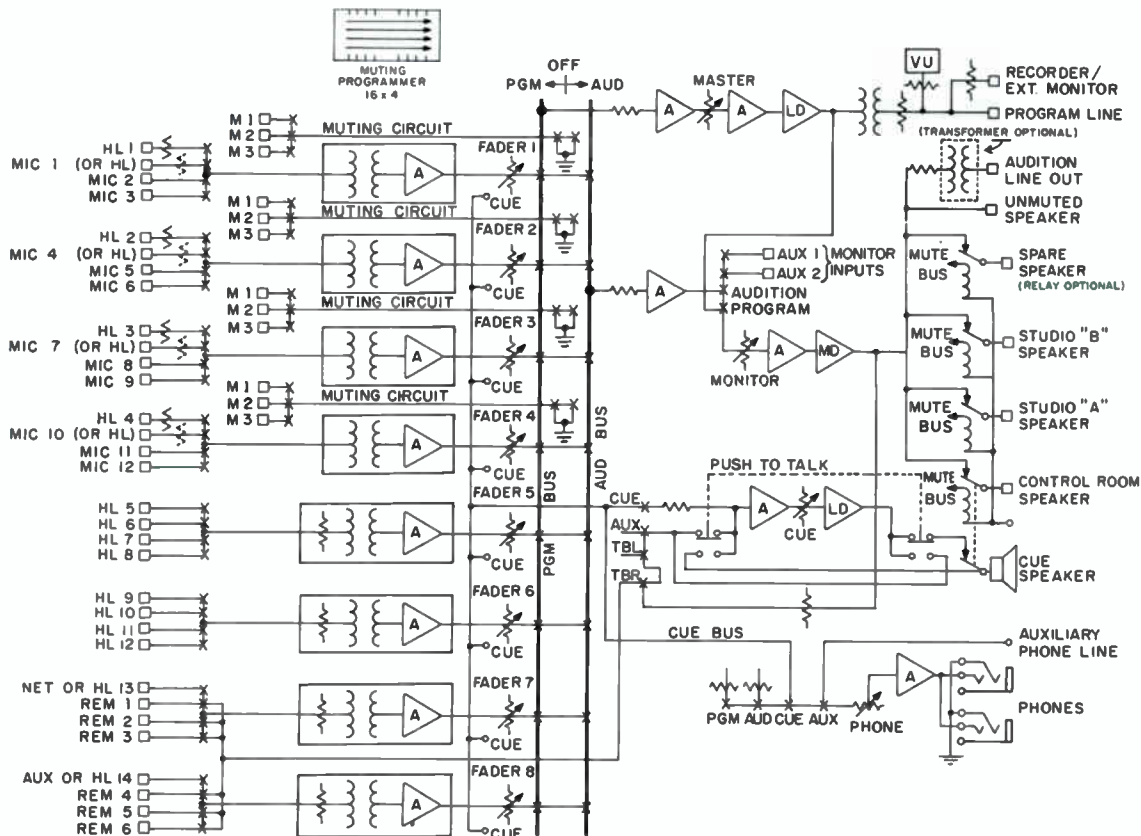 MUTING
PROGRAMMER
16 x 4
OFF
PGM AUD
MASTER
A
A
LD
VU
RECORDER/
EXT. MONITOR
PROGRAM LINE
(TRANSFORMER OPTIONAL)
AUDITION
LINE OUT
UNMUTED
SPEAKER
M1
M2
M3
MUTING CIRCUIT
FADER 1
HL 1
MIC 1 (OR HL)
MIC 2
MIC 3
A
CUE
M1
M2
M3
MUTING CIRCUIT
FADER 2
HL 2
MIC 4 (OR HL)
MIC 5
MIC 6
A
CUE
M1
M2
M3
MUTING CIRCUIT
FADER 3
HL 3
MIC 7 (OR HL)
MIC 8
MIC 9
A
CUE
M1
M2
M3
MUTING CIRCUIT
FADER 4
HL 4
MIC 10 (OR HL)
MIC 11
MIC 12
A
CUE
FADER 5
HL 5
HL 6
HL 7
HL 8
A
CUE
FADER 6
HL 9
HL 10
HL 11
HL 12
A
CUE
FADER 7
NET OR HL 13
REM 1
REM 2
REM 3
A
CUE
FADER 8
AUX OR HL 14
REM 4
REM 5
REM 6
A
CUE
PGM BUS
AUD BUS
A
AUX 1
AUX 2
MONITOR
INPUTS
AUDITION
PROGRAM
MONITOR
A
MD
MUTE
BUS
SPARE
SPEAKER
(RELAY OPTIONAL)
MUTE
BUS
STUDIO "B"
SPEAKER
MUTE
BUS
STUDIO "A"
SPEAKER
MUTE
BUS
CONTROL ROOM
SPEAKER
PUSH TO TALK
CUE
AUX
TBL
TBR
A
CUE
LD
CUE
SPEAKER
CUE BUS
AUXILIARY
PHONE LINE
PGM AUD CUE AUX
PHONE
A
PHONES